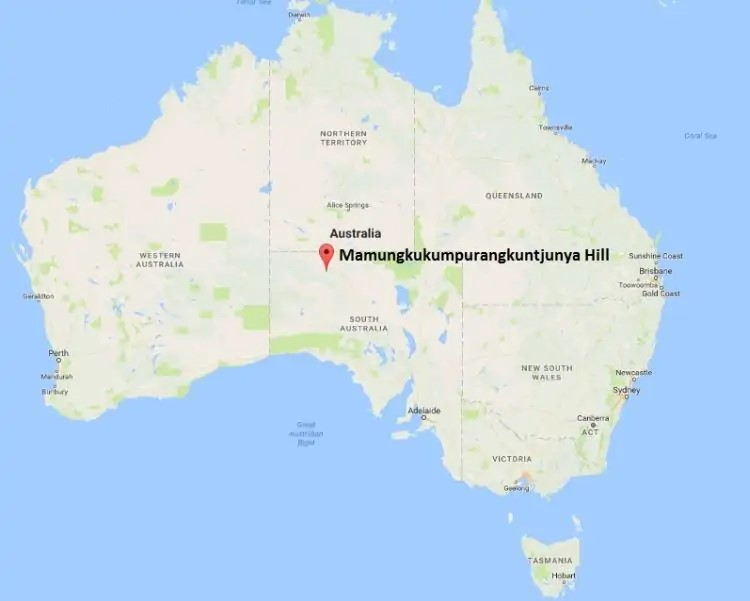 Timor Sea
Darwin
Cairns
Townsville
Coral Sea
Mackay
NORTHERN
TERRITORY
QUEENSLAND
Alice Springs
Australia
Mamungkukumpurangkuntjunya Hill
WESTERN
AUSTRALIA
Sunshine Coast
Brisbane
Toowoomba
Gold Coast
Geraldton
SOUTH
AUSTRALIA
Perth
Mandurah
Bunbury
NEW SOUTH
WALES
Newcastle
Sydney
Adelaide
Great
Australian
Bight
Canberra
ACT
VICTORIA
Geelong
TASMANIA
Hobart